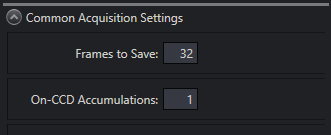 Common Acquisition Settings
Frames to Save: 32
On-CCD Accumulations: 1